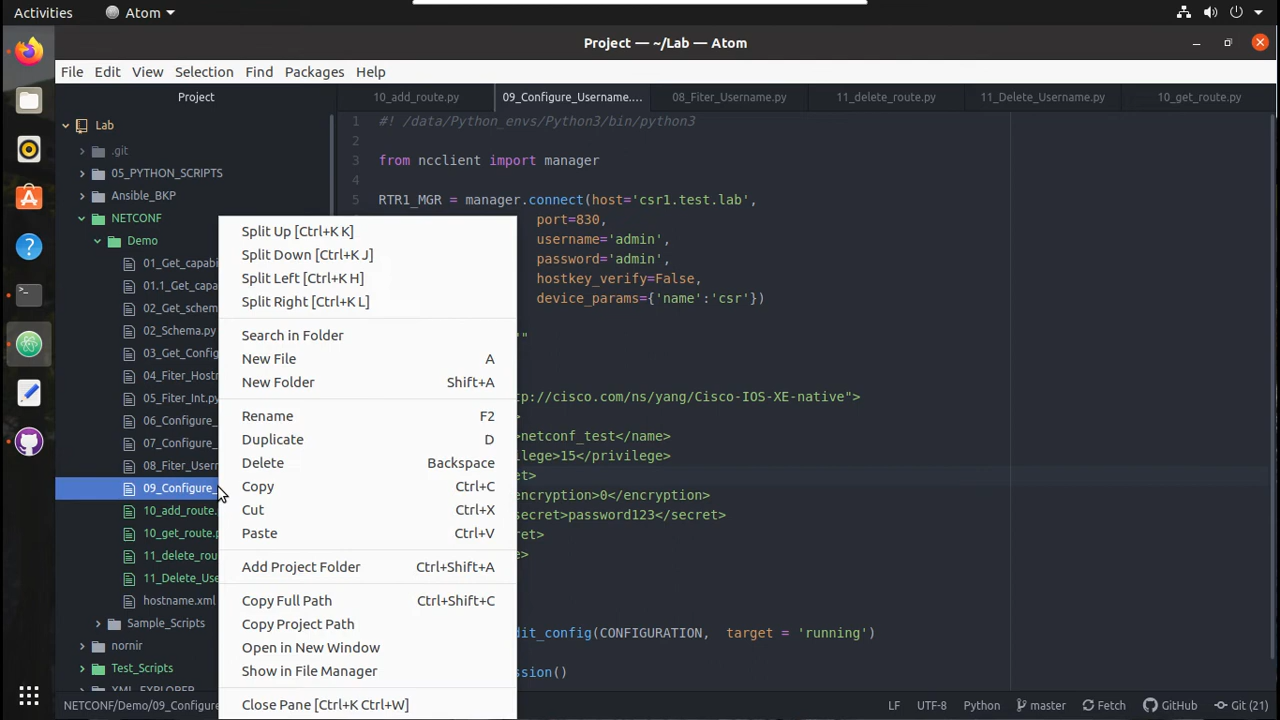 Activities
Atom
Project — ~/Lab — Atom
File Edit View Selection Find Packages Help
Project
10_add_route.py
09_Configure_Username....
08_Fiter_Username.py
11_delete_route.py
11_Delete_Username.py
10_get_route.py
Lab
.git
05_PYTHON_SCRIPTS
Ansible_BKP
NETCONF
Demo
01_Get_capabi
01.1_Get_capa
02_Get_schem
02_Schema.py
03_Get_Config
04_Fiter_Host
05_Fiter_Int.py
06_Configure_
07_Configure_
08_Fiter_Usern
09_Configure_
10_add_route.
10_get_route.p
11_delete_rou
11_Delete_Use
hostname.xml
Sample_Scripts
nornir
Test_Scripts
XML_EXPLORER
1 #! /data/Python_envs/Python3/bin/python3
2
3 from ncclient import manager
4
5 RTR1_MGR = manager.connect(host='csr1.test.lab',
port=830,
username='admin',
password='admin',
hostkey_verify=False,
device_params={'name':'csr'})
""
tp://cisco.com/ns/yang/Cisco-IOS-XE-native">
>
>netconf_test</name>
ilege>15</privilege>
et>
encryption>0</encryption>
secret>password123</secret>
ret>
e>
dit_config(CONFIGURATION, target = 'running')
ssion()
Split Up [Ctrl+K K]
Split Down [Ctrl+K J]
Split Left [Ctrl+K H]
Split Right [Ctrl+K L]
Search in Folder
New File A
New Folder Shift+A
Rename F2
Duplicate D
Delete Backspace
Copy Ctrl+C
Cut Ctrl+X
Paste Ctrl+V
Add Project Folder Ctrl+Shift+A
Copy Full Path Ctrl+Shift+C
Copy Project Path
Open in New Window
Show in File Manager
Close Pane [Ctrl+K Ctrl+W]
NETCONF/Demo/09_Configure
LF UTF-8 Python master Fetch GitHub Git (21)